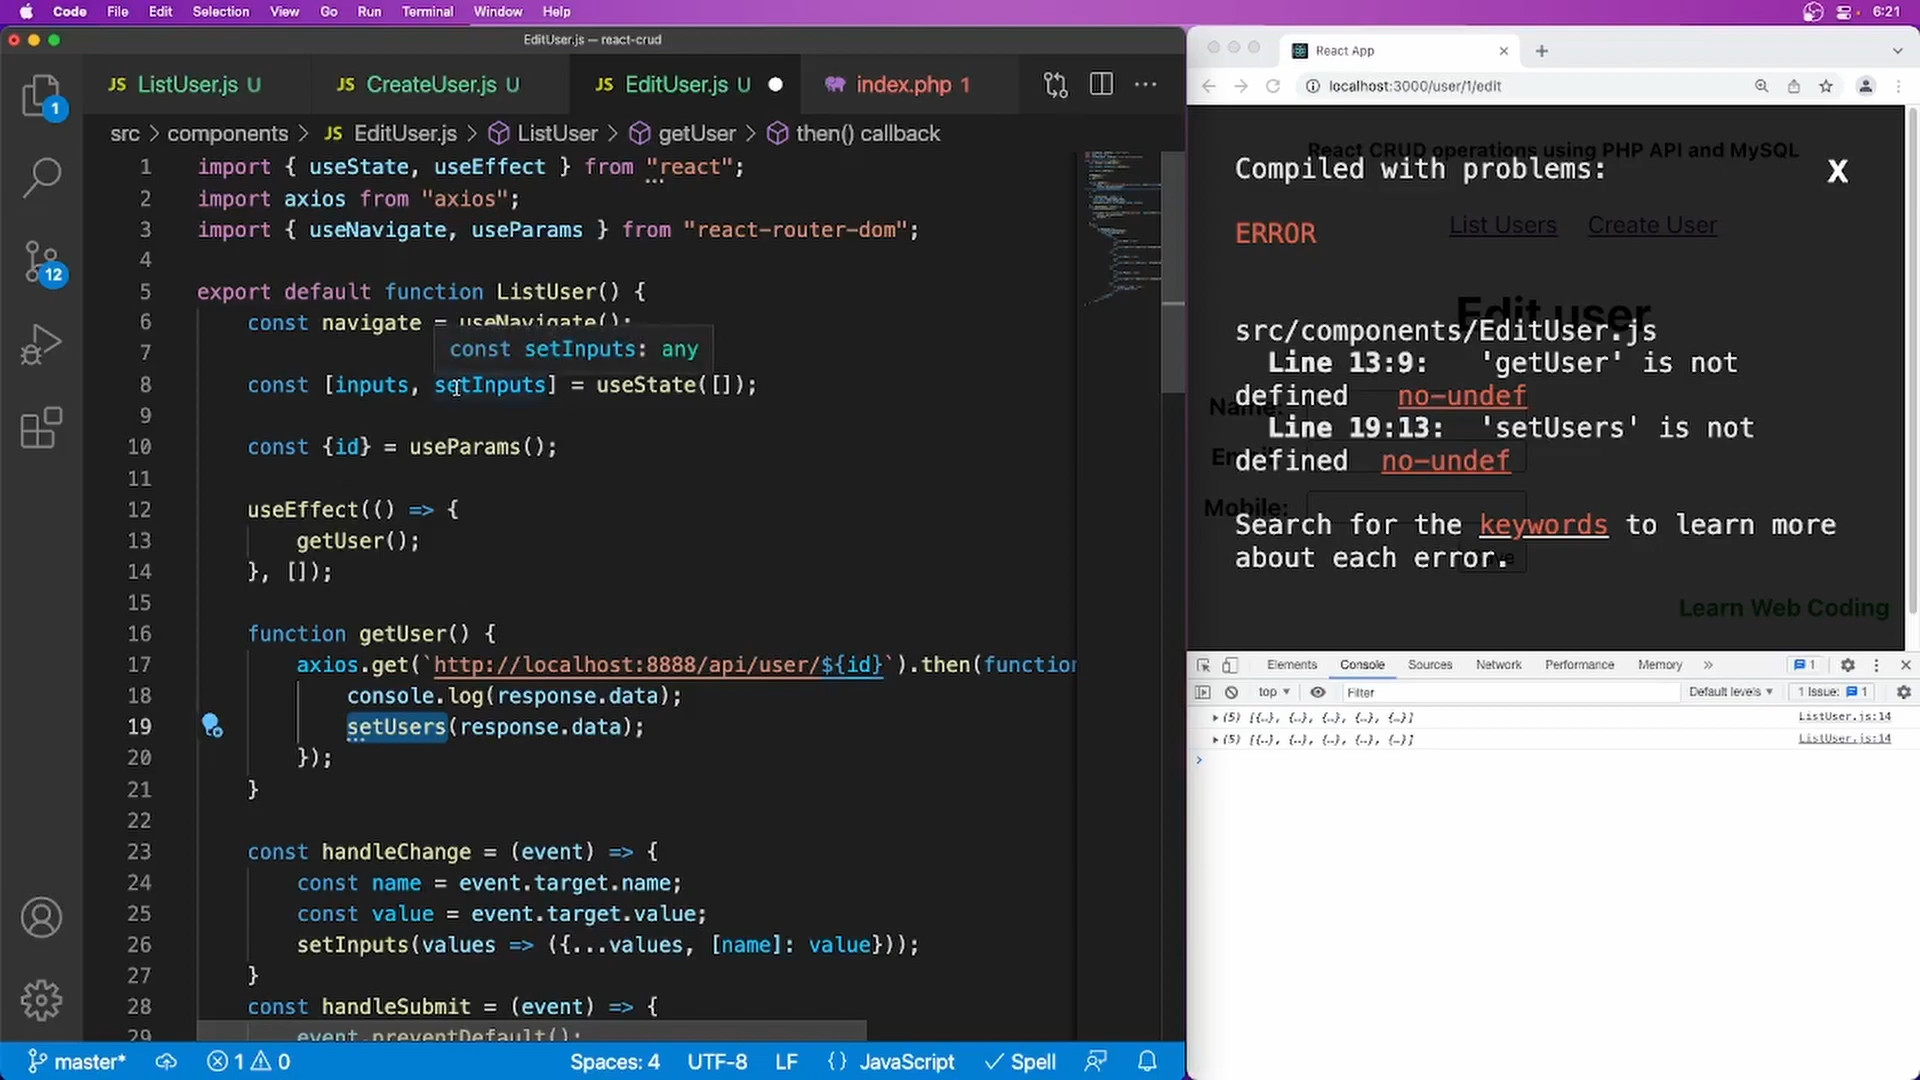 Code File Edit Selection View Go Run Terminal Window Help 6:21
EditUser.js — react-crud
JS ListUser.js U JS CreateUser.js U JS EditUser.js U index.php 1
src > components > JS EditUser.js > ListUser > getUser > then() callback
1 import { useState, useEffect } from "react";
2 import axios from "axios";
3 import { useNavigate, useParams } from "react-router-dom";
4
5 export default function ListUser() {
6 const navigate = useNavigate();
7
const setInputs: any
8 const [inputs, setInputs] = useState([]);
9
10 const {id} = useParams();
11
12 useEffect(() => {
13 getUser();
14 }, []);
15
16 function getUser() {
17 axios.get(`http://localhost:8888/api/user/${id}`).then(function
18 console.log(response.data);
19 setUsers(response.data);
20 });
21 }
22
23 const handleChange = (event) => {
24 const name = event.target.name;
25 const value = event.target.value;
26 setInputs(values => ({...values, [name]: value}));
27 }
28 const handleSubmit = (event) => {
29 event.preventDefault();
1
12
master* 1 0 Spaces: 4 UTF-8 LF {} JavaScript Spell
React App
localhost:3000/user/1/edit
React CRUD operations using PHP API and MySQL
Compiled with problems: X
List Users Create User
ERROR
Edit user
src/components/EditUser.js
Line 13:9: 'getUser' is not
defined no-undef
Name:
Line 19:13: 'setUsers' is not
defined no-undef
Email:
Mobile:
Search for the keywords to learn more
about each error.
Learn Web Coding
Elements Console Sources Network Performance Memory » 1
top Filter Default levels 1 Issue: 1
(5) [{…}, {…}, {…}, {…}, {…}] ListUser.js:14
(5) [{…}, {…}, {…}, {…}, {…}] ListUser.js:14
>